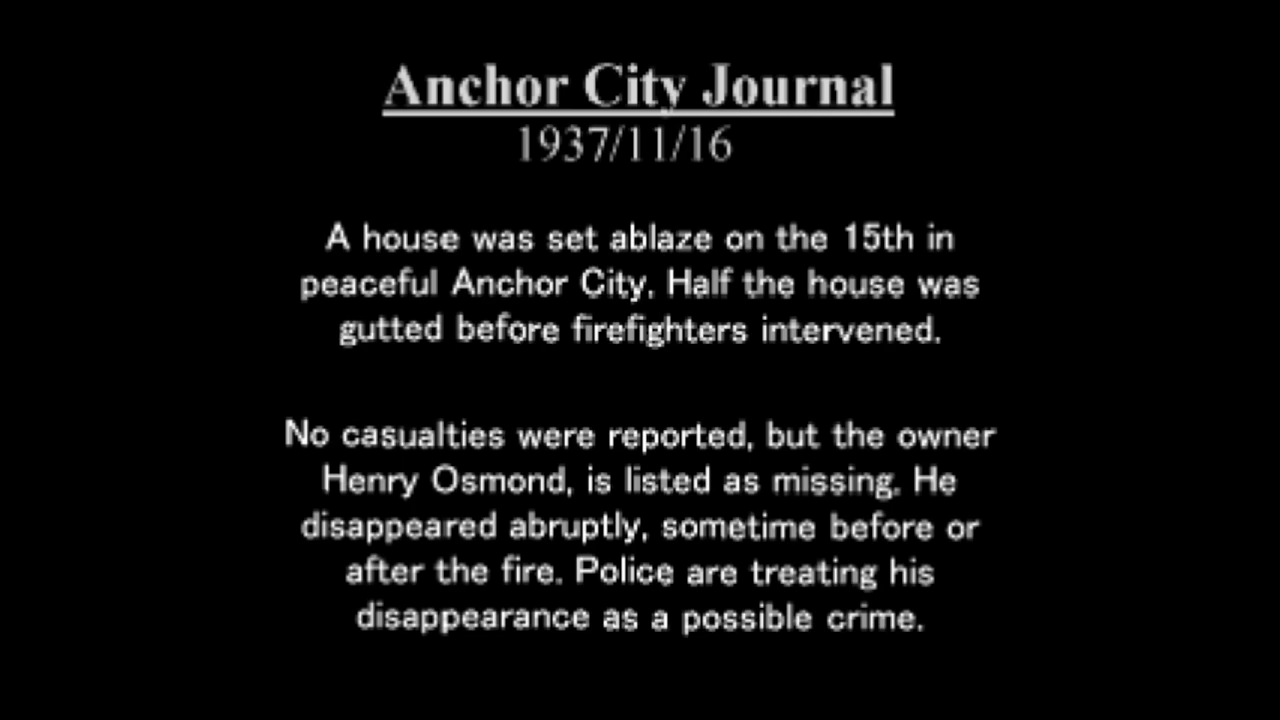 Anchor City Journal
1937/11/16
A house was set ablaze on the 15th in
peaceful Anchor City. Half the house was
gutted before firefighters intervened.
No casualties were reported, but the owner
Henry Osmond, is listed as missing. He
disappeared abruptly, sometime before or
after the fire. Police are treating his
disappearance as a possible crime.